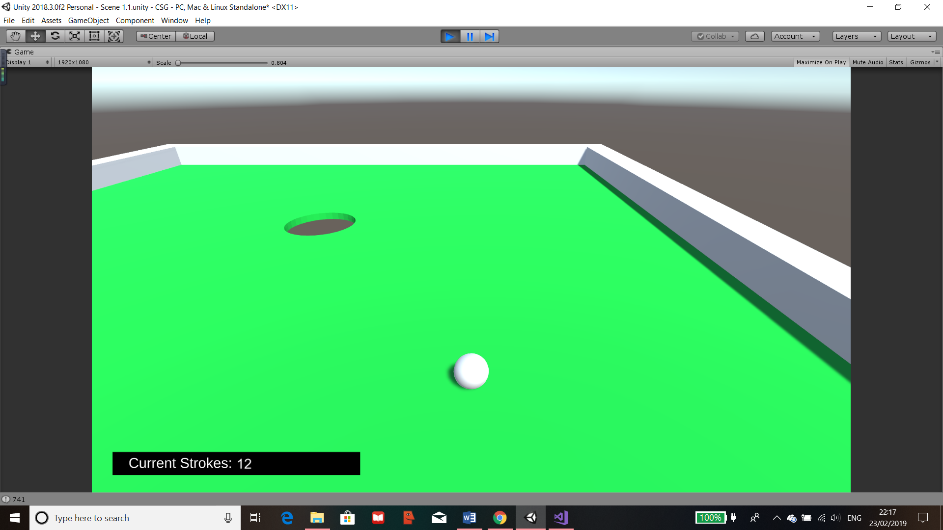 Unity 2018.3.0f2 Personal - Scene 1.1.unity - CSG - PC, Mac & Linux Standalone* <DX11>
File Edit Assets GameObject Component Window Help
Center Local Collab Account Layers Layout
Game
Display 1 1920x1080 Scale 0.804 Maximize On Play Mute Audio Stats Gizmos
Current Strokes: 12
741
Type here to search 100% ENG 22:17
23/02/2019